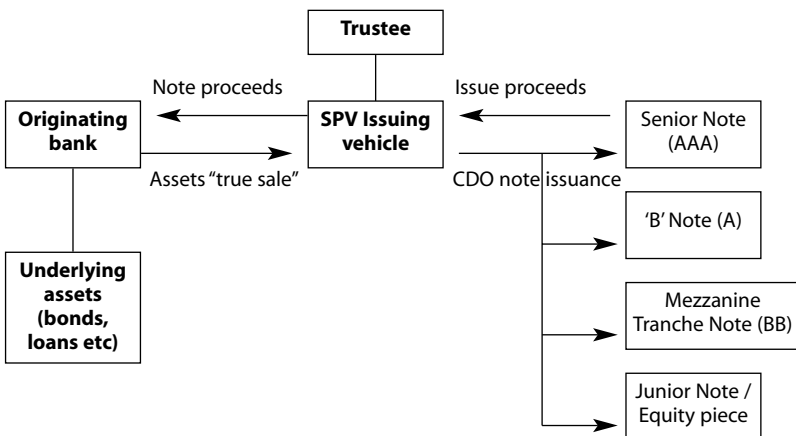 Trustee
Note proceeds
Issue proceeds
Originating
bank
SPV Issuing
vehicle
Senior Note
(AAA)
Assets “true sale”
CDO note issuance
‘B’ Note (A)
Underlying
assets
(bonds,
loans etc)
Mezzanine
Tranche Note (BB)
Junior Note /
Equity piece